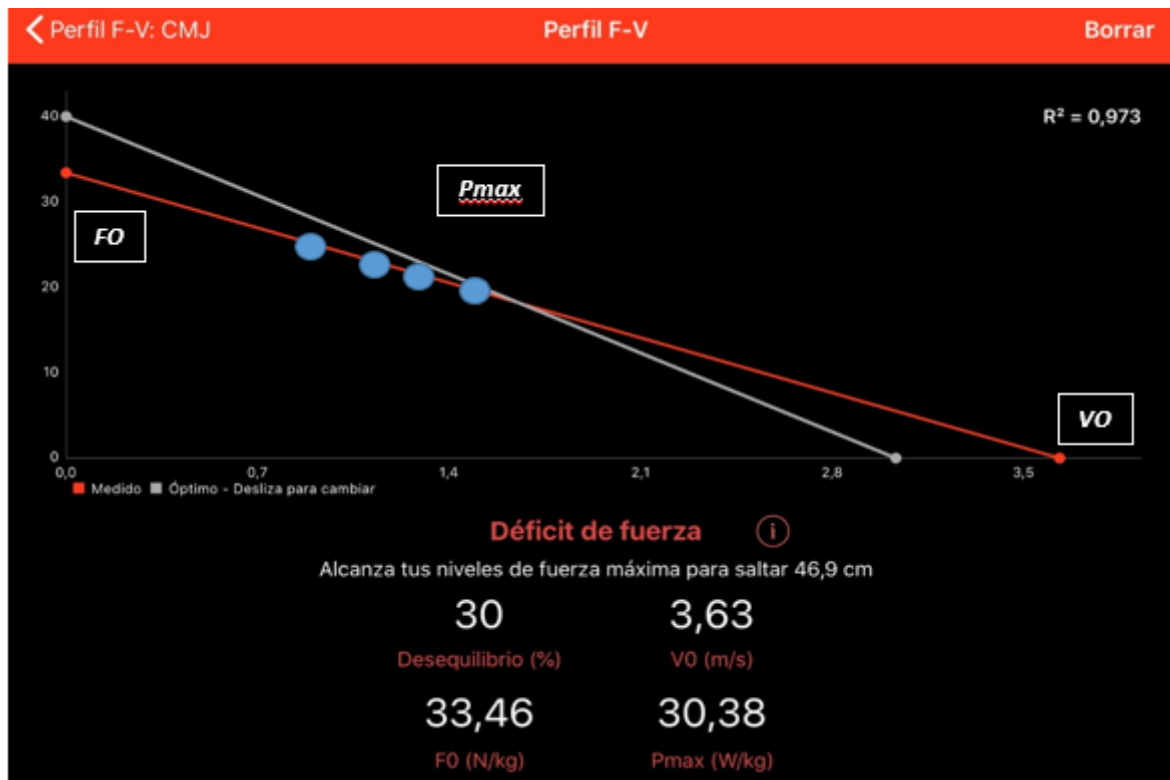 Perfil F-V: CMJ Perfil F-V Borrar
R² = 0,973
40
30
20
10
0
Pmax
FO
VO
0,0 0,7 1,4 2,1 2,8 3,5
Medido Óptimo - Desliza para cambiar
Déficit de fuerza i
Alcanza tus niveles de fuerza máxima para saltar 46,9 cm
30 3,63
Desequilibrio (%) V0 (m/s)
33,46 30,38
F0 (N/kg) Pmax (W/kg)